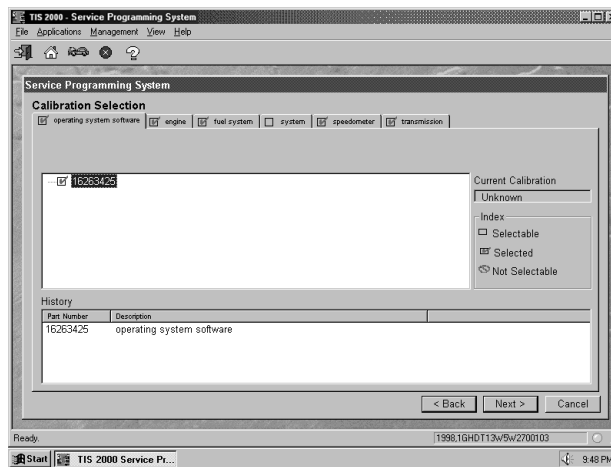 TIS 2000 - Service Programming System
File Applications Management View Help
Service Programming System
Calibration Selection
operating system software engine fuel system system speedometer transmission
16263425
Current Calibration
Unknown
Index
Selectable
Selected
Not Selectable
History
Part Number Description
16263425 operating system software
< Back Next > Cancel
Ready. 1998,1GHDT13W5W2700103
Start TIS 2000 Service Pr... 9:48 PM